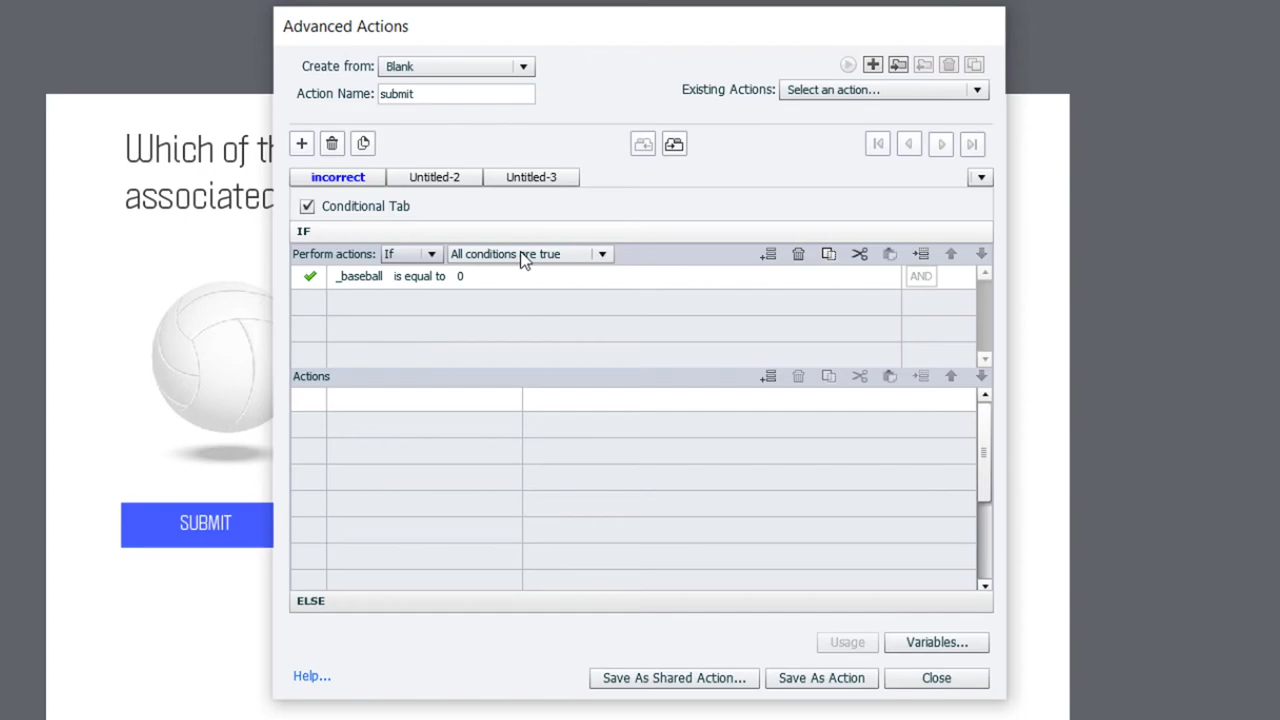 Advanced Actions
Create from: Blank
Action Name: submit
Existing Actions: Select an action...
Which of th
associated
incorrect Untitled-2 Untitled-3
Conditional Tab
IF
Perform actions: If All conditions are true
_baseball is equal to 0 AND
Actions
SUBMIT
ELSE
Usage Variables...
Help... Save As Shared Action... Save As Action Close